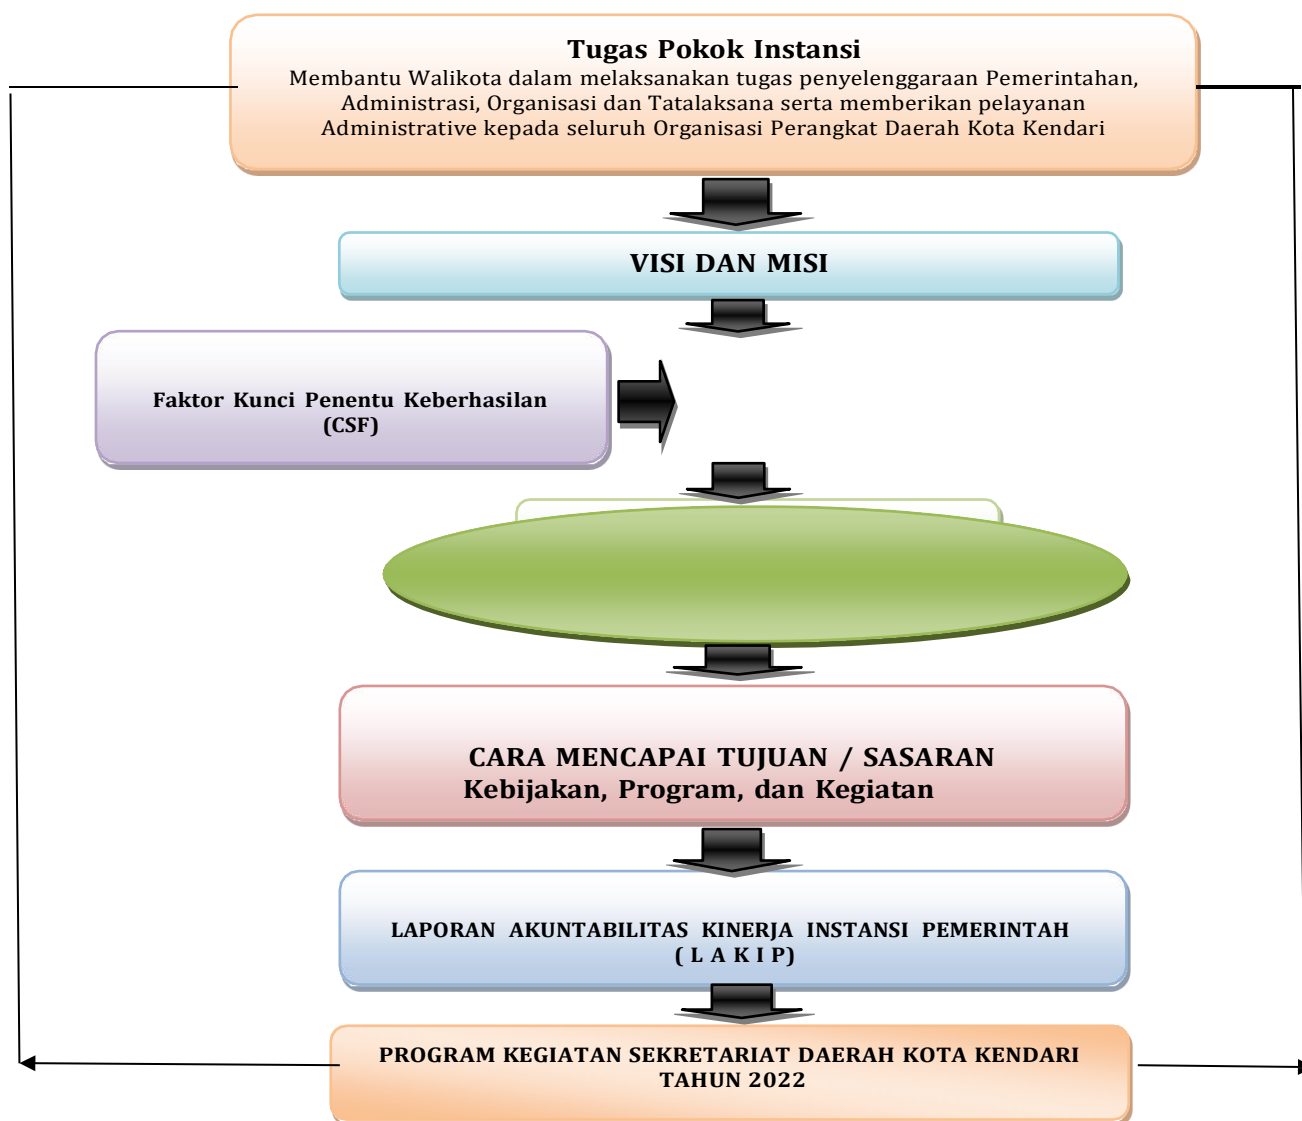 Tugas Pokok Instansi
Membantu Walikota dalam melaksanakan tugas penyelenggaraan Pemerintahan,
Administrasi, Organisasi dan Tatalaksana serta memberikan pelayanan
Administrative kepada seluruh Organisasi Perangkat Daerah Kota Kendari
VISI DAN MISI
Faktor Kunci Penentu Keberhasilan
(CSF)
CARA MENCAPAI TUJUAN / SASARAN
Kebijakan, Program, dan Kegiatan
LAPORAN AKUNTABILITAS KINERJA INSTANSI PEMERINTAH
( L A K I P)
PROGRAM KEGIATAN SEKRETARIAT DAERAH KOTA KENDARI
TAHUN 2022